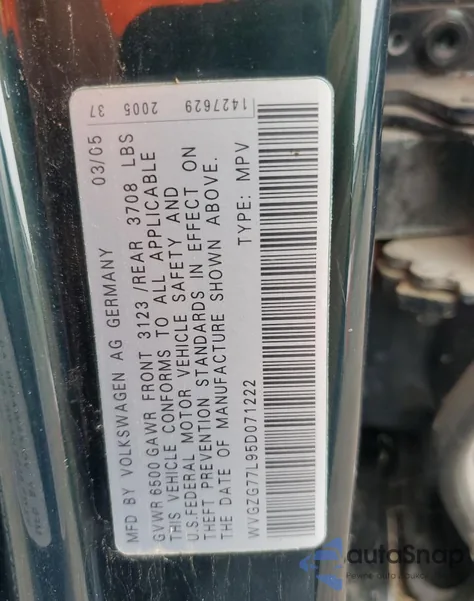 MFD BY VOLKSWAGEN AG GERMANY 03/05
GVWR 6500 GAWR FRONT 3123 /REAR 3708 LBS
THIS VEHICLE CONFORMS TO ALL APPLICABLE
U.S.FEDERAL MOTOR VEHICLE SAFETY AND
THEFT PREVENTION STANDARDS IN EFFECT ON
THE DATE OF MANUFACTURE SHOWN ABOVE.
WVGZG77L95D071222 TYPE: MPV
1427629
2005
37
autoSnap